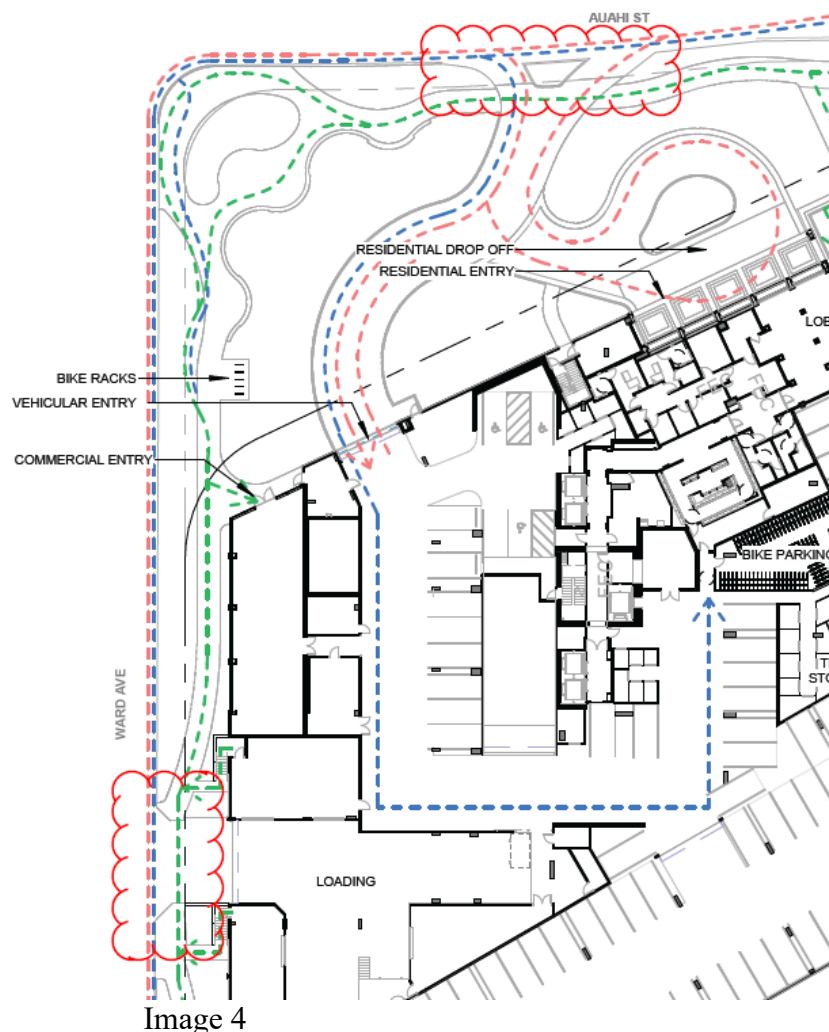 AUAHI ST
RESIDENTIAL DROP OFF
RESIDENTIAL ENTRY
LOB
BIKE RACKS
VEHICULAR ENTRY
FCC
COMMERCIAL ENTRY
BIKE PARKING
WARD AVE
STO
LOADING
Image 4